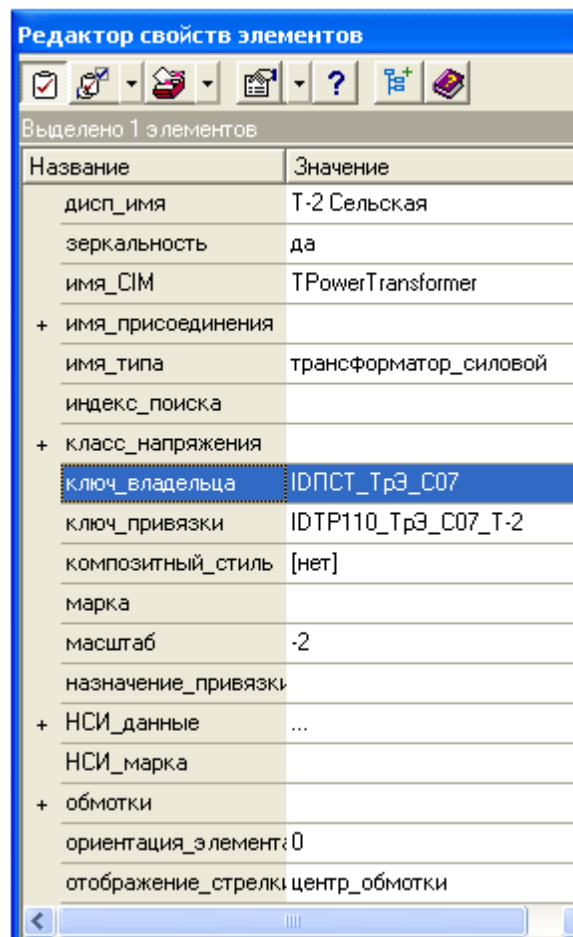 Редактор свойств элементов
Выделено 1 элементов
Название Значение
дисп_имя Т-2 Сельская
зеркальность да
имя_CIM TPowerTransformer
+ имя_присоединения
имя_типа трансформатор_силовой
индекс_поиска
+ класс_напряжения
ключ_владельца IDПСТ_ТрЭ_С07
ключ_привязки IDТР110_ТрЭ_С07_Т-2
композитный_стиль [нет]
марка
масштаб -2
назначение_привязки
+ НСИ_данные ...
НСИ_марка
+ обмотки
ориентация_элемента 0
отображение_стрелки центр_обмотки